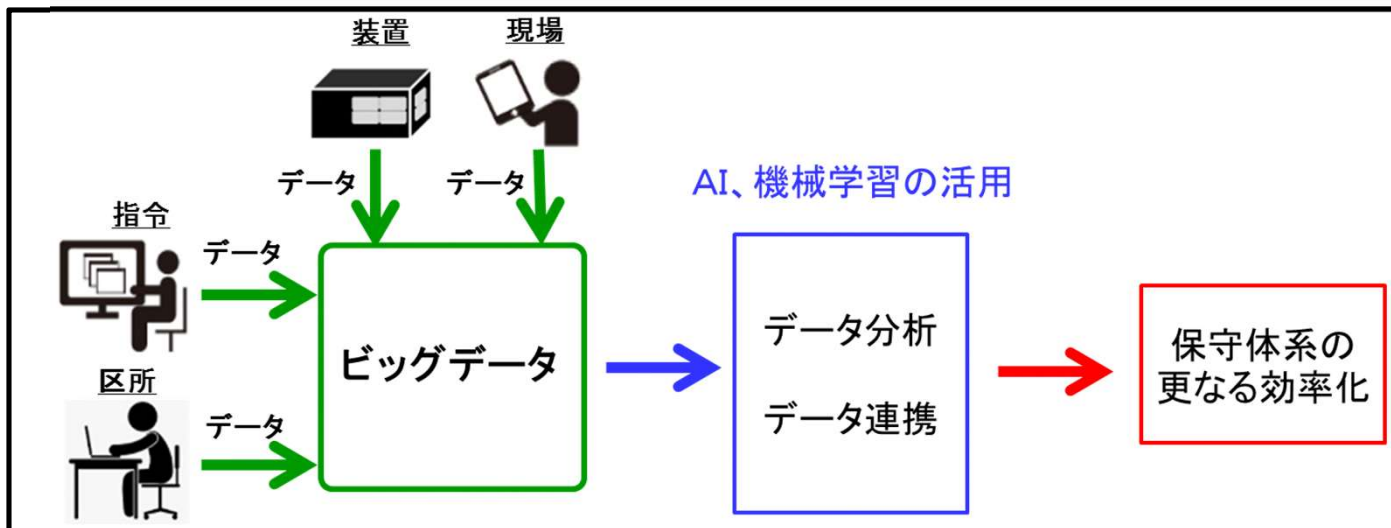 装置
現場
データ
データ
AI、機械学習の活用
指令
データ
ビッグデータ
データ分析
データ連携
保守体系の
更なる効率化
区所
データ